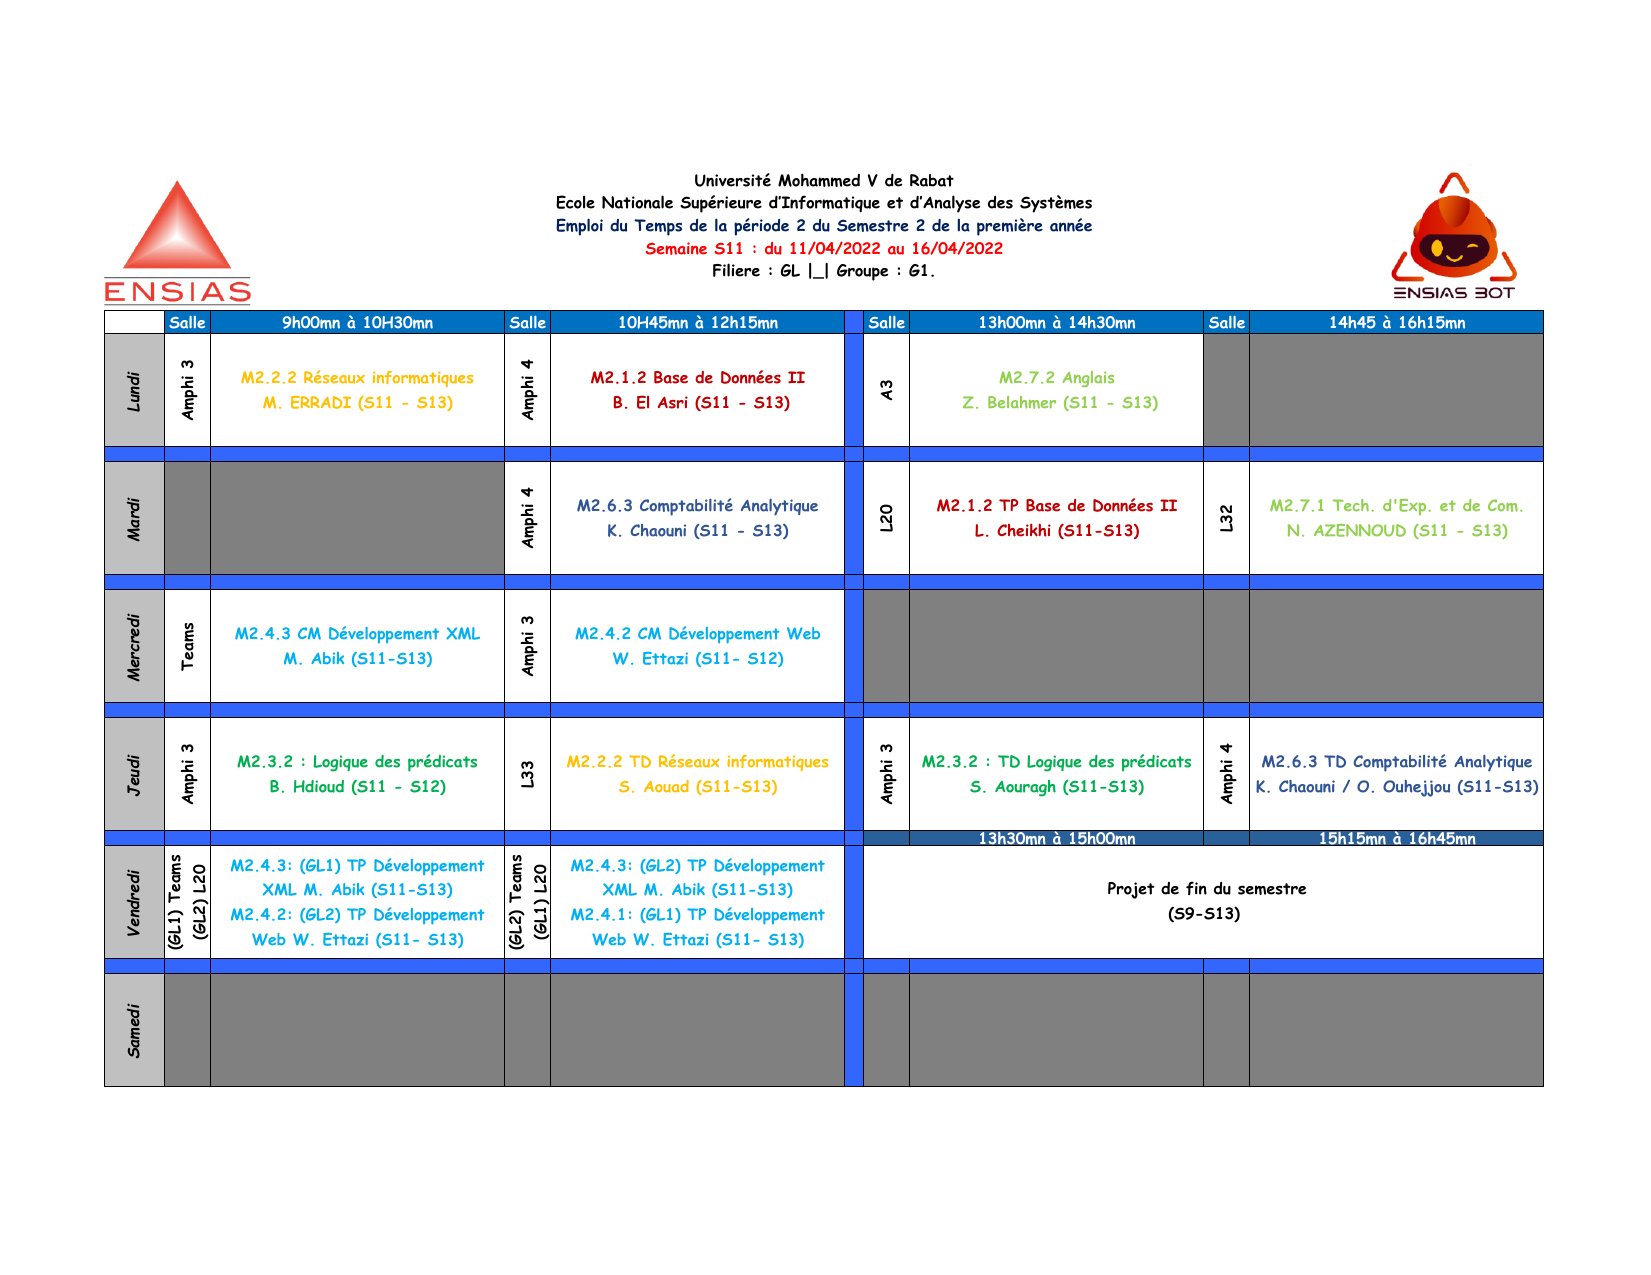 Université Mohammed V de Rabat
Ecole Nationale Supérieure d’Informatique et d’Analyse des Systèmes
Emploi du Temps de la période 2 du Semestre 2 de la première année
Semaine S11 : du 11/04/2022 au 16/04/2022
Filiere : GL |_| Groupe : G1.
ENSIAS
ENSIAS BOT
Salle
9h00mn à 10H30mn
Salle
10H45mn à 12h15mn
Salle
13h00mn à 14h30mn
Salle
14h45 à 16h15mn
Lundi
Amphi 3
M2.2.2 Réseaux informatiques
M. ERRADI (S11 - S13)
Amphi 4
M2.1.2 Base de Données II
B. El Asri (S11 - S13)
A3
M2.7.2 Anglais
Z. Belahmer (S11 - S13)
Mardi
Amphi 4
M2.6.3 Comptabilité Analytique
K. Chaouni (S11 - S13)
L20
M2.1.2 TP Base de Données II
L. Cheikhi (S11-S13)
L32
M2.7.1 Tech. d'Exp. et de Com.
N. AZENNOUD (S11 - S13)
Mercredi
Teams
M2.4.3 CM Développement XML
M. Abik (S11-S13)
Amphi 3
M2.4.2 CM Développement Web
W. Ettazi (S11- S12)
Jeudi
Amphi 3
M2.3.2 : Logique des prédicats
B. Hdioud (S11 - S12)
L33
M2.2.2 TD Réseaux informatiques
S. Aouad (S11-S13)
Amphi 3
M2.3.2 : TD Logique des prédicats
S. Aouragh (S11-S13)
Amphi 4
M2.6.3 TD Comptabilité Analytique
K. Chaouni / O. Ouhejjou (S11-S13)
13h30mn à 15h00mn
15h15mn à 16h45mn
Vendredi
(GL1) Teams
(GL2) L20
M2.4.3: (GL1) TP Développement
XML M. Abik (S11-S13)
M2.4.2: (GL2) TP Développement
Web W. Ettazi (S11- S13)
(GL2) Teams
(GL1) L20
M2.4.3: (GL2) TP Développement
XML M. Abik (S11-S13)
M2.4.1: (GL1) TP Développement
Web W. Ettazi (S11- S13)
Projet de fin du semestre
(S9-S13)
Samedi